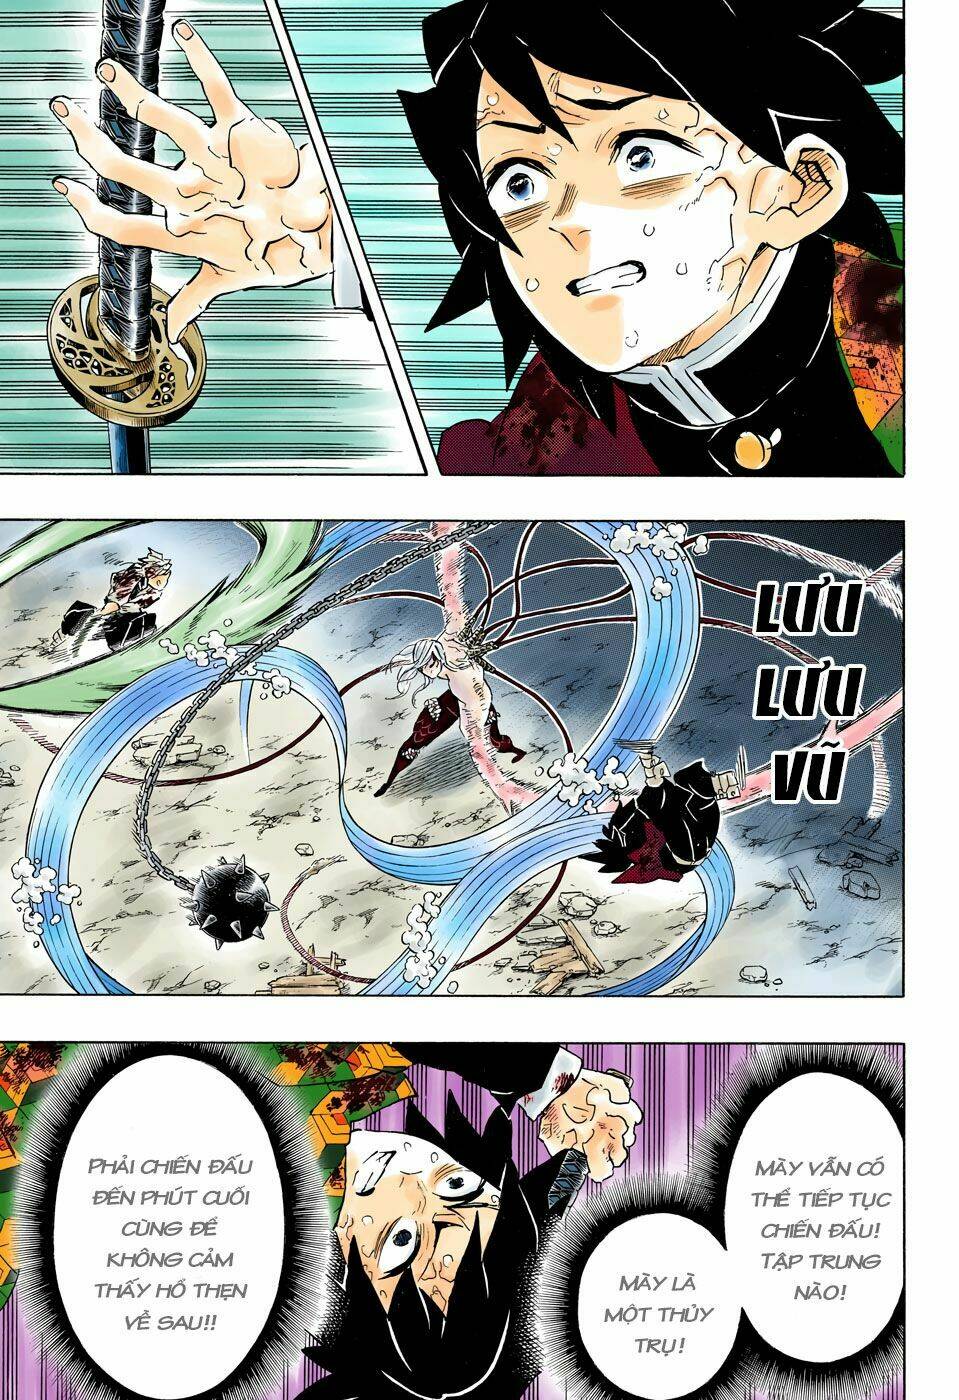 LƯU
LƯU
VŨ
MÀY VẪN CÓ
THỂ TIẾP TỤC
CHIẾN ĐẤU!
TẬP TRUNG
NÀO!
MÀY LÀ
MỘT THỦY
TRỤ!
PHẢI CHIẾN ĐẤU
ĐẾN PHÚT CUỐI
CÙNG ĐỂ
KHÔNG CẢM
THẤY HỔ THẸN
VỀ SAU!!